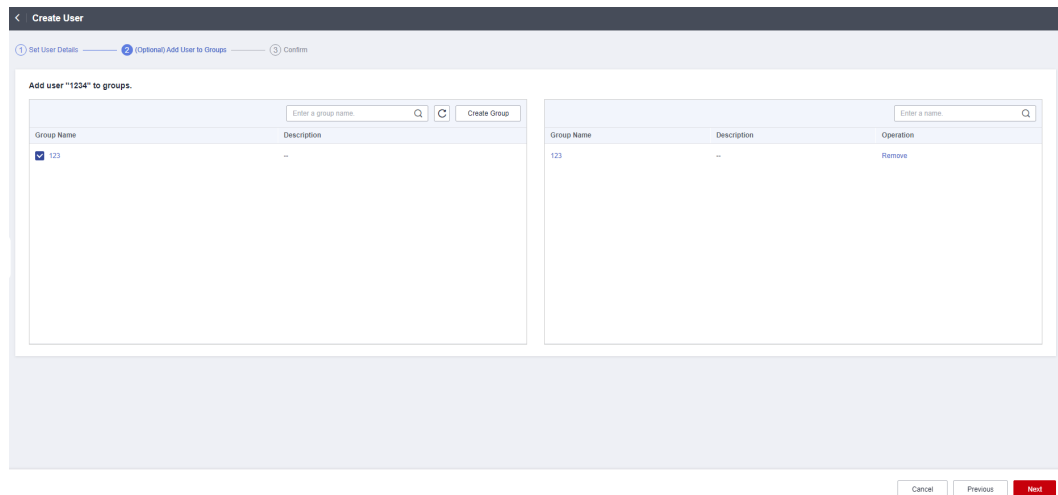 < Create User
1 Set User Details 2 (Optional) Add User to Groups 3 Confirm
Add user "1234" to groups.
Enter a group name. Create Group
Enter a name.
Group Name Description
Group Name Description Operation
123 --
123 -- Remove
Cancel Previous Next